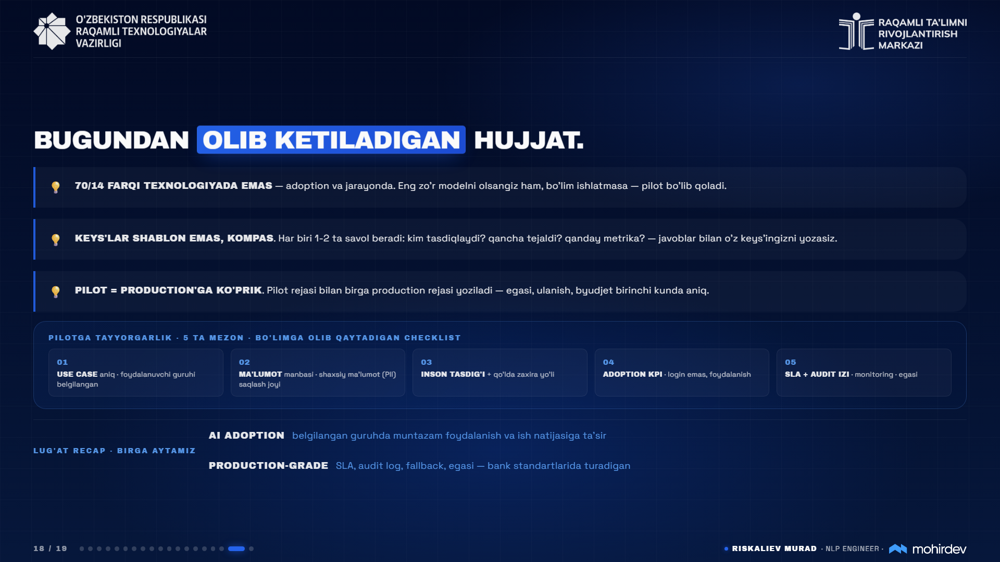 O'ZBEKISTON RESPUBLIKASI
RAQAMLI TEXNOLOGIYALAR
VAZIRLIGI
RAQAMLI TA’LIMNI
RIVOJLANTIRISH
MARKAZI
BUGUNDAN OLIB KETILADIGAN HUJJAT.
70/14 FARQI TEXNOLOGIYADA EMAS — adoption va jarayonda. Eng zo’r modelni olsangiz ham, bo’lim ishlatmasa — pilot bo’lib qoladi.
KEYS'LAR SHABLON EMAS, KOMPAS. Har biri 1-2 ta savol beradi: kim tasdiqlaydi? qancha tejaldi? qanday metrika? — javoblar bilan o’z keys’ingizni yozasiz.
PILOT = PRODUCTION'GA KO'PRIK. Pilot rejasi bilan birga production rejasi yoziladi — egasi, ulanish, byudjet birinchi kunda aniq.
PILOTGA TAYYORGARLIK · 5 TA MEZON · BO'LIMGA OLIB QAYTADIGAN CHECKLIST
01
USE CASE aniq · foydalanuvchi guruhi
belgilangan
02
MA'LUMOT manbasi · shaxsiy ma’lumot (PII)
saqlash joyi
03
INSON TASDIG'I + qo’lda zaxira yo’li
04
ADOPTION KPI · login emas, foydalanish
05
SLA + AUDIT IZI · monitoring · egasi
LUG'AT RECAP · BIRGA AYTAMIZ
AI ADOPTION belgilangan guruhda muntazam foydalanish va ish natijasiga ta’sir
PRODUCTION-GRADE SLA, audit log, fallback, egasi — bank standartlarida turadigan
18 / 19
RISKALIEV MURAD · NLP ENGINEER · mohirdev